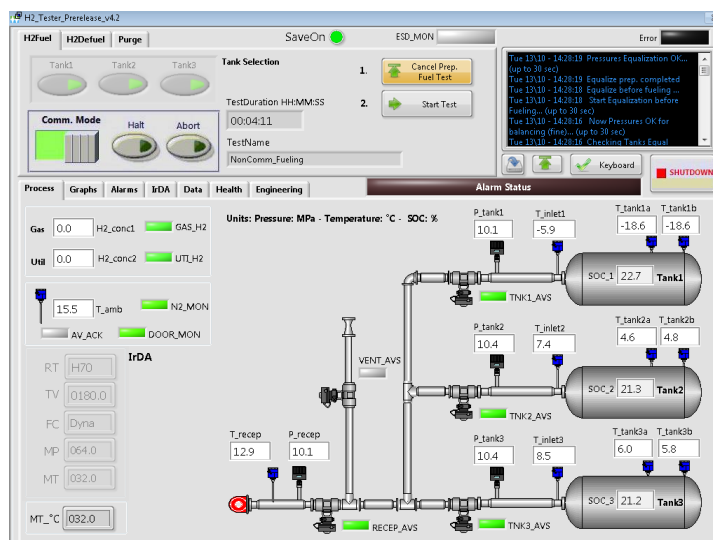 H2_Tester_Prerelease_v4.2
H2Fuel H2Defuel Purge
SaveOn
ESD_MON
Error
Tank1 Tank2 Tank3
Tank Selection
1. Cancel Prep. Fuel Test
2. Start Test
TestDuration HH:MM:SS
00:04:11
TestName
NonComm_Fueling
Comm. Mode
Halt Abort
Tue 13\10 - 14:28:19 Pressures Equalization OK...
(up to 30 sec)
Tue 13\10 - 14:28:19 Equalize prep. completed
Tue 13\10 - 14:28:18 Equalize before fueling ...
Tue 13\10 - 14:28:18 Start Equalization before
Fueling... (up to 30 sec)
Tue 13\10 - 14:28:16 Now Pressures OK for
balancing (fine)... (up to 30 sec)
Tue 13\10 - 14:28:16 Checking Tanks Equal
Keyboard
SHUTDOWN
Process Graphs Alarms IrDA Data Health Engineering
Alarm Status
Gas 0.0 H2_conc1 GAS_H2
Util 0.0 H2_conc2 UTI_H2
15.5 T_amb N2_MON
AV_ACK DOOR_MON
IrDA
RT H70
TV 0180.0
FC Dyna
MP 064.0
MT 032.0
MT_°C 032.0
Units: Pressure: MPa - Temperature: °C - SOC: %
P_tank1 T_inlet1 T_tank1a T_tank1b
10.1 -5.9 -18.6 -18.6
SOC_1 22.7 Tank1
TNK1_AVS
P_tank2 T_inlet2 T_tank2a T_tank2b
10.4 7.4 4.6 4.8
VENT_AVS
SOC_2 21.3 Tank2
TNK2_AVS
T_recep P_recep
12.9 10.1
P_tank3 T_inlet3 T_tank3a T_tank3b
10.4 8.5 6.0 5.8
SOC_3 21.2 Tank3
RECEP_AVS
TNK3_AVS